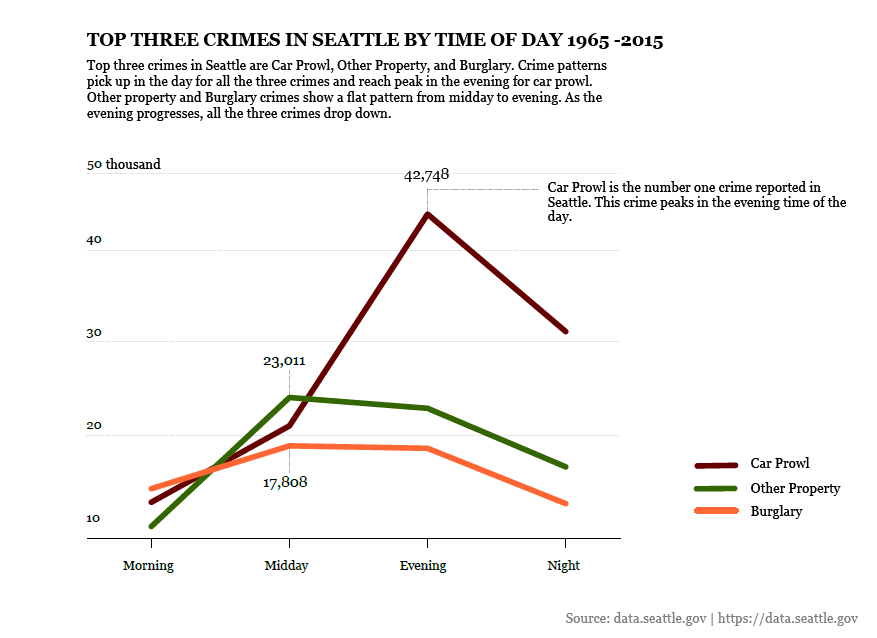 TOP THREE CRIMES IN SEATTLE BY TIME OF DAY 1965 -2015
Top three crimes in Seattle are Car Prowl, Other Property, and Burglary. Crime patterns
pick up in the day for all the three crimes and reach peak in the evening for car prowl.
Other property and Burglary crimes show a flat pattern from midday to evening. As the
evening progresses, all the three crimes drop down.
50 thousand
42,748
Car Prowl is the number one crime reported in
Seattle. This crime peaks in the evening time of the
day.
40
30
23,011
20
17,808
10
Car Prowl
Other Property
Burglary
Morning
Midday
Evening
Night
Source: data.seattle.gov | https://data.seattle.gov